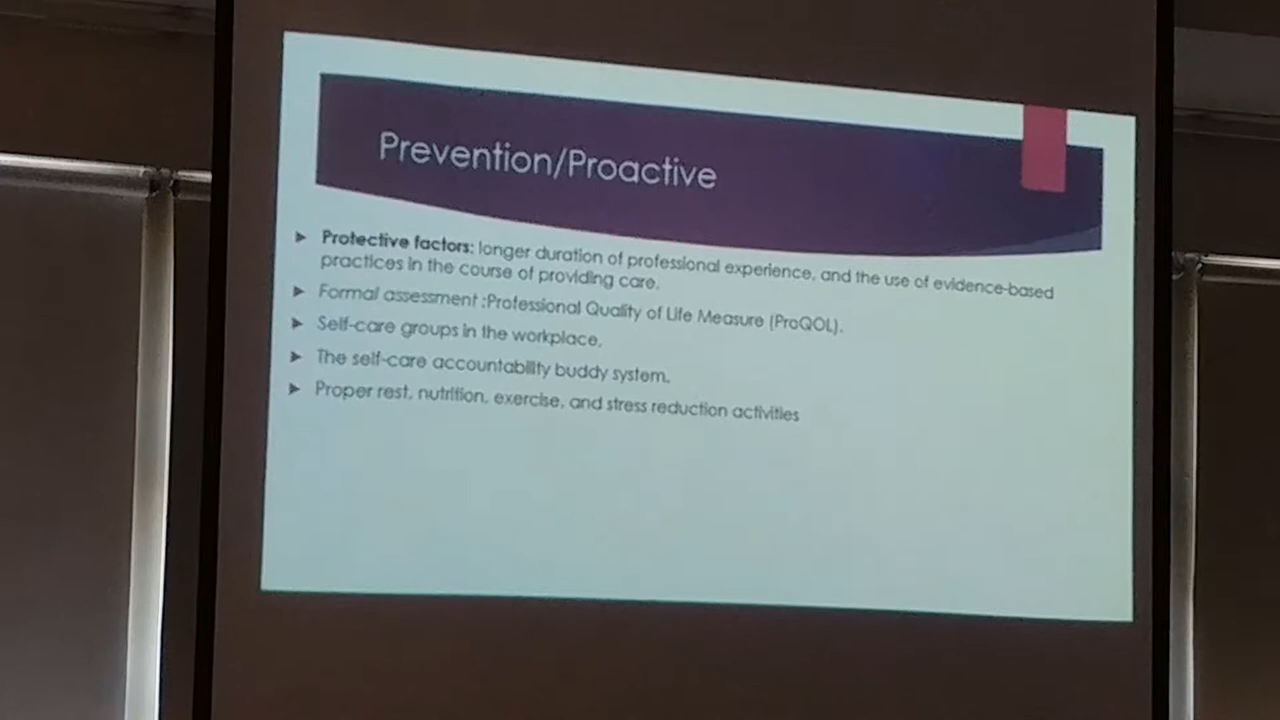 Prevention/Proactive
Protective factors: longer duration of professional experience, and the use of evidence-based
practices in the course of providing care.
Formal assessment :Professional Quality of Life Measure (ProQOL).
Self-care groups in the workplace.
The self-care accountability buddy system.
Proper rest, nutrition, exercise, and stress reduction activities